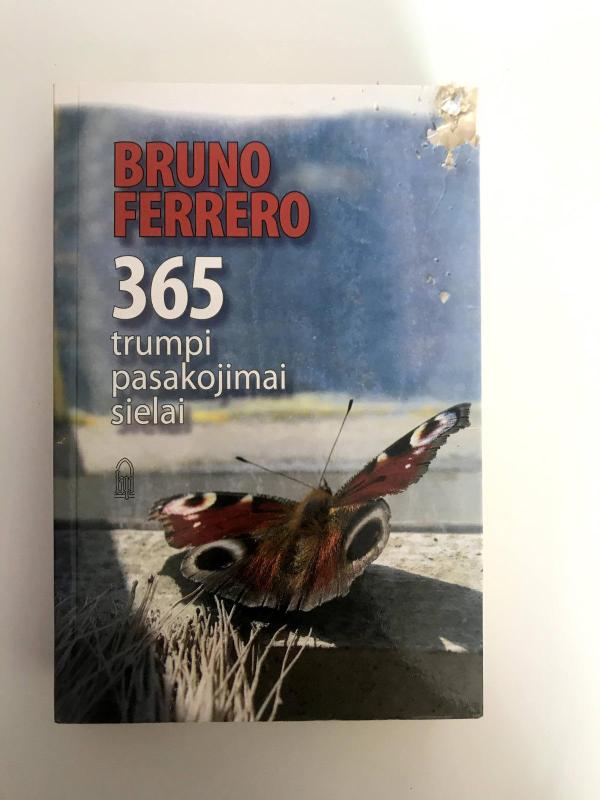 BRUNO
FERRERO
365
trumpi
pasakojimai
sielai